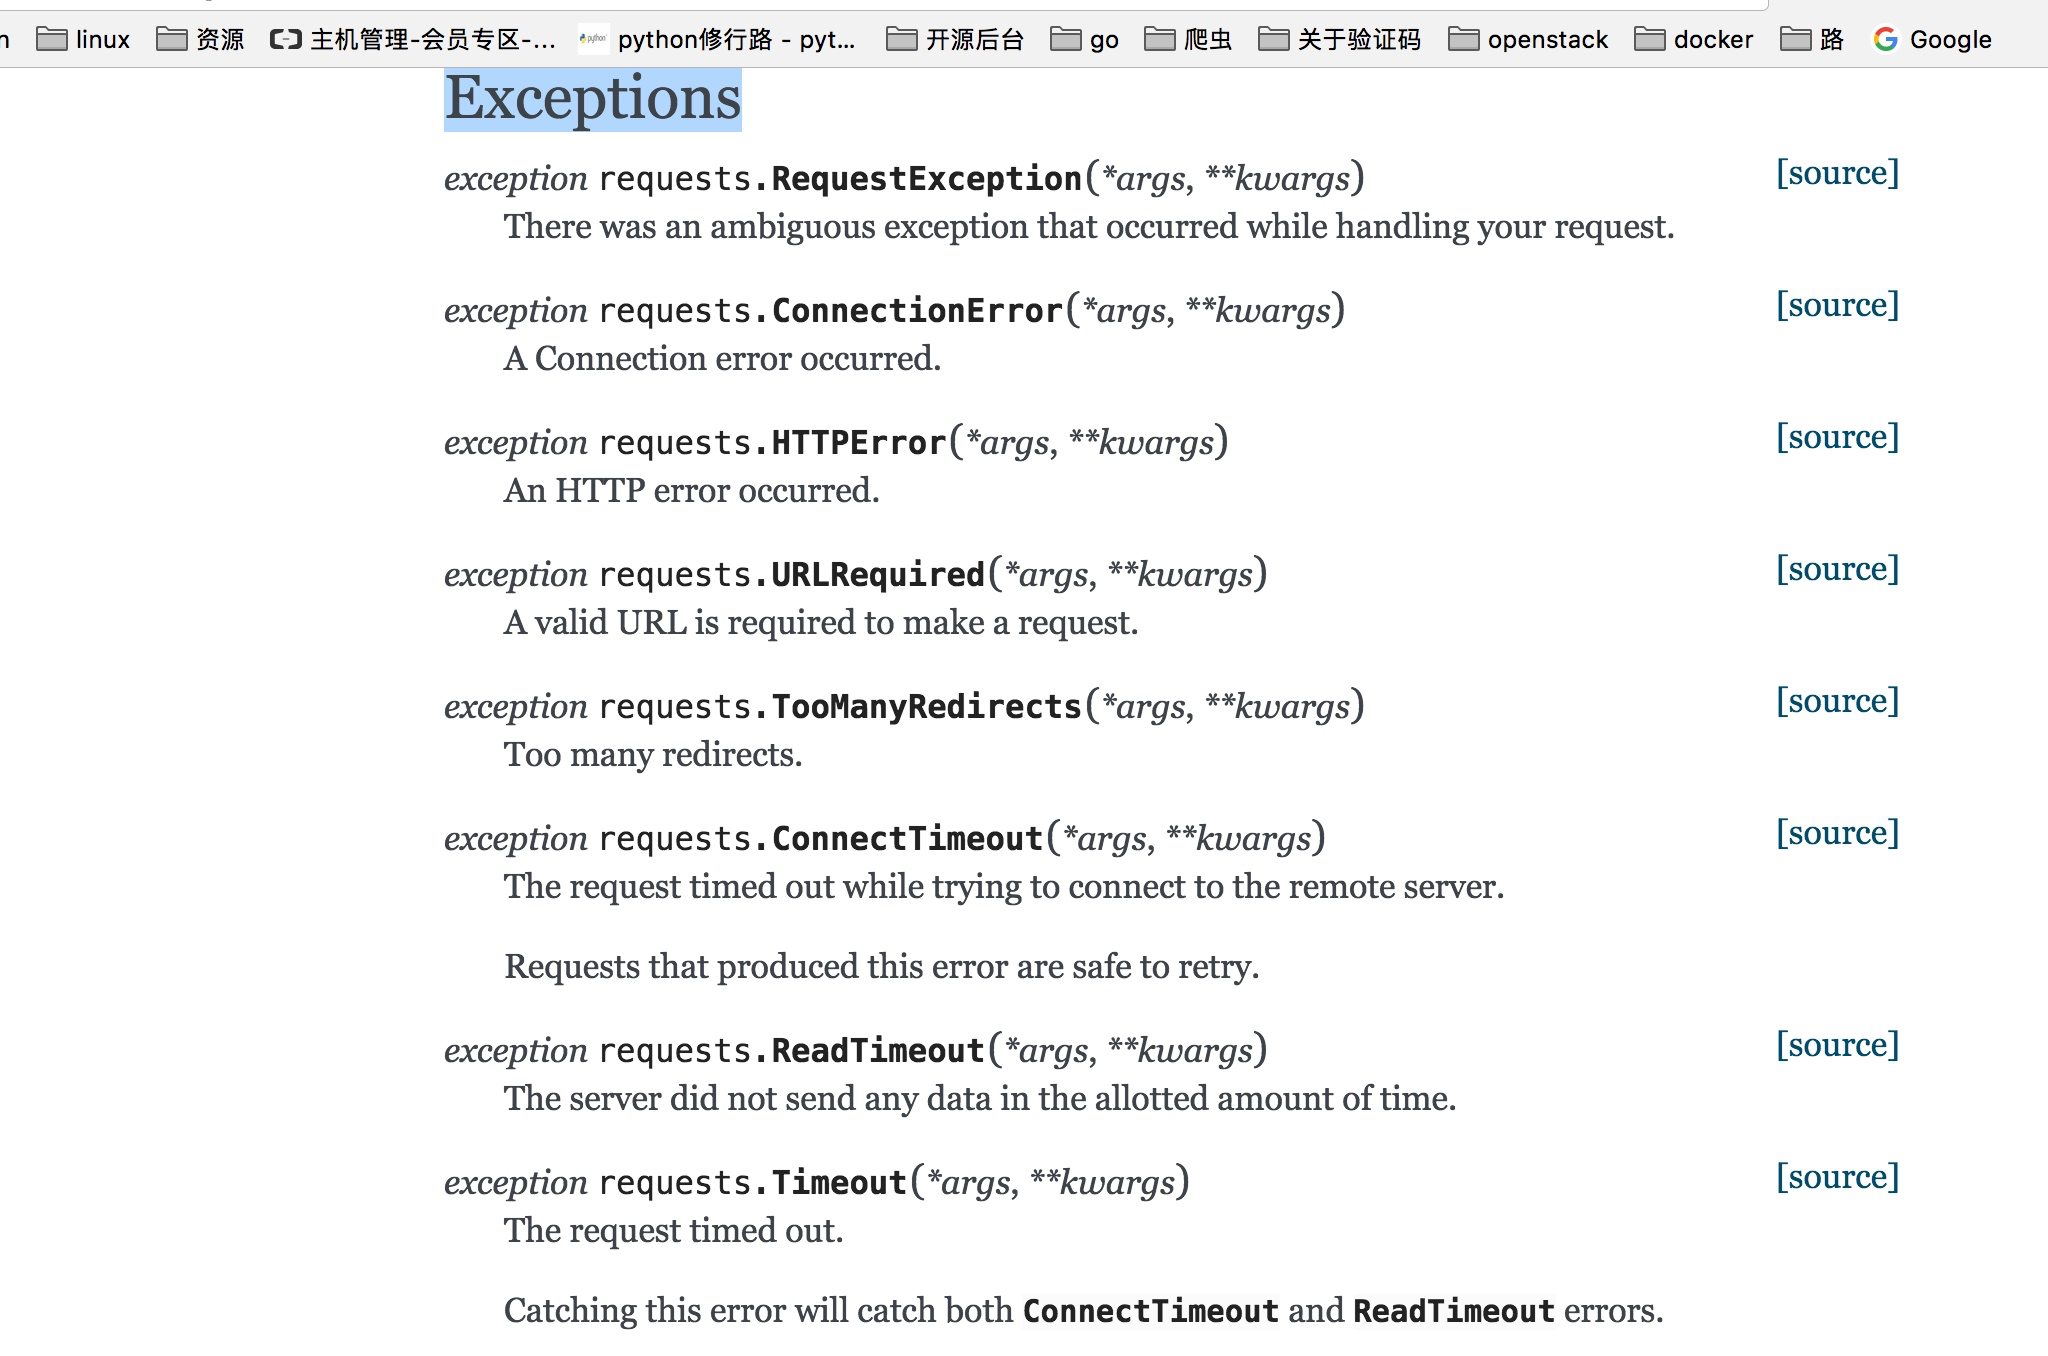 n linux 资源 主机管理-会员专区-... python修行路 - pyt... 开源后台 go 爬虫 关于验证码 openstack docker 路 Google
Exceptions
exception requests.RequestException(*args, **kwargs) [source]
There was an ambiguous exception that occurred while handling your request.
exception requests.ConnectionError(*args, **kwargs) [source]
A Connection error occurred.
exception requests.HTTPError(*args, **kwargs) [source]
An HTTP error occurred.
exception requests.URLRequired(*args, **kwargs) [source]
A valid URL is required to make a request.
exception requests.TooManyRedirects(*args, **kwargs) [source]
Too many redirects.
exception requests.ConnectTimeout(*args, **kwargs) [source]
The request timed out while trying to connect to the remote server.
Requests that produced this error are safe to retry.
exception requests.ReadTimeout(*args, **kwargs) [source]
The server did not send any data in the allotted amount of time.
exception requests.Timeout(*args, **kwargs) [source]
The request timed out.
Catching this error will catch both ConnectTimeout and ReadTimeout errors.